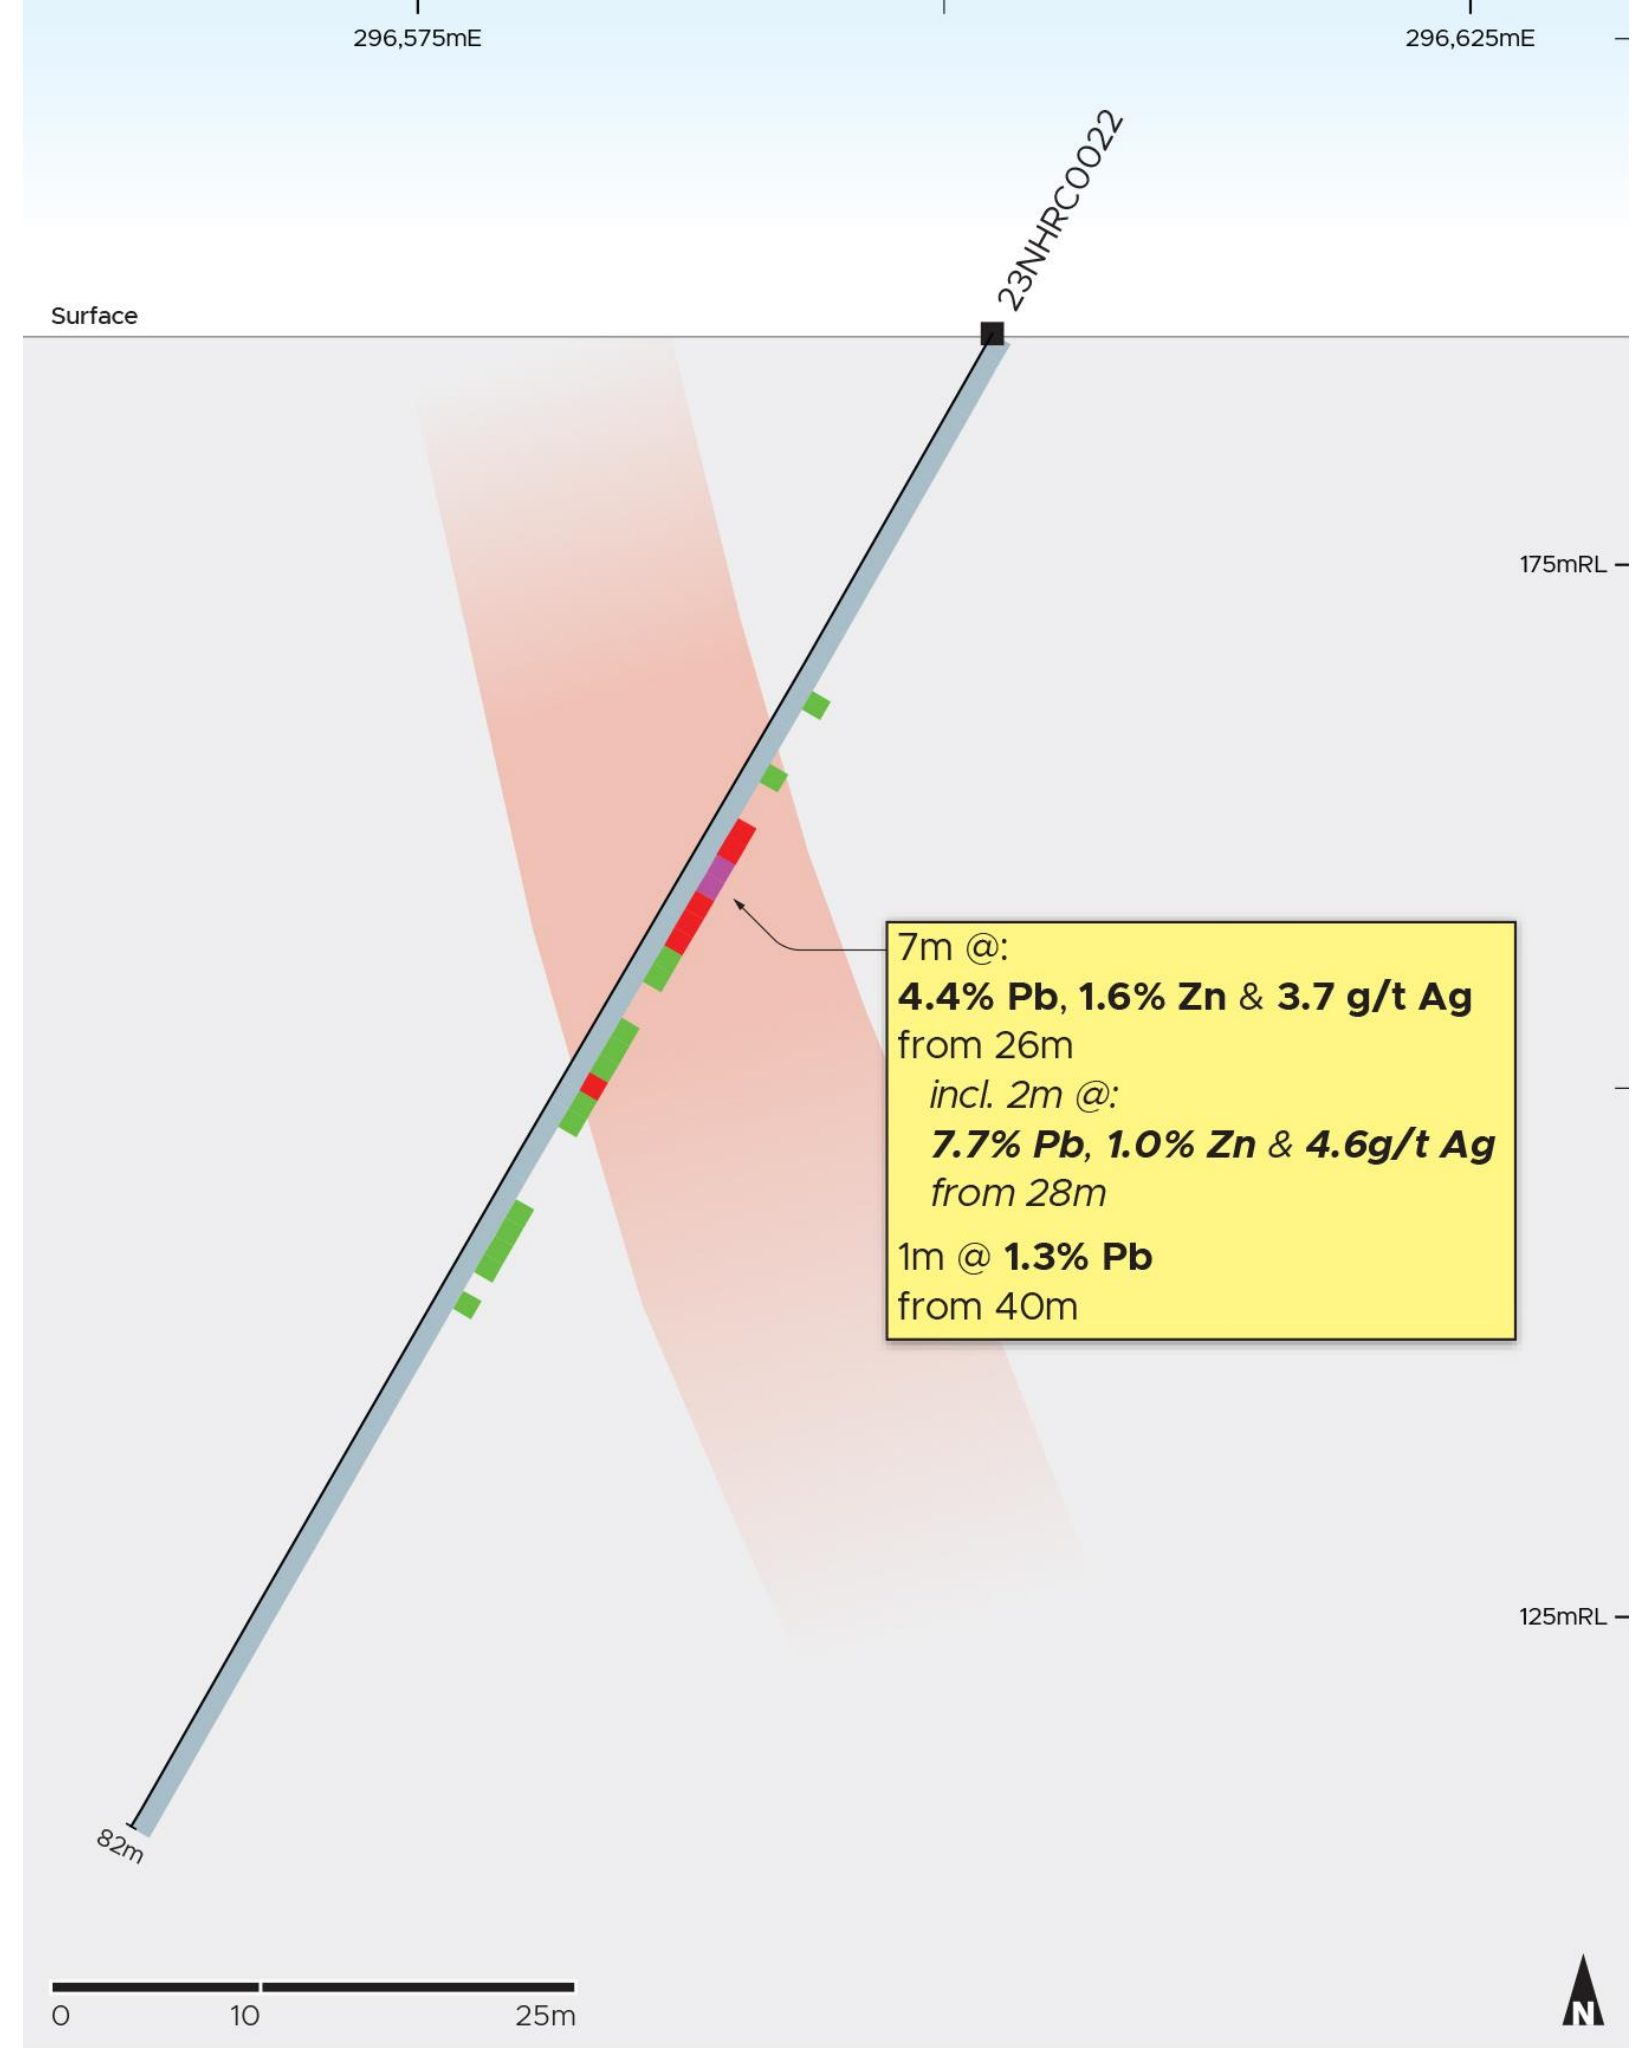 296,575mE
296,625mE
23NHRC0022
Surface
175mRL
7m @:
4.4% Pb, 1.6% Zn & 3.7 g/t Ag
from 26m
incl. 2m @:
7.7% Pb, 1.0% Zn & 4.6g/t Ag
from 28m
1m @ 1.3% Pb
from 40m
125mRL
82m
0 10 25m
N